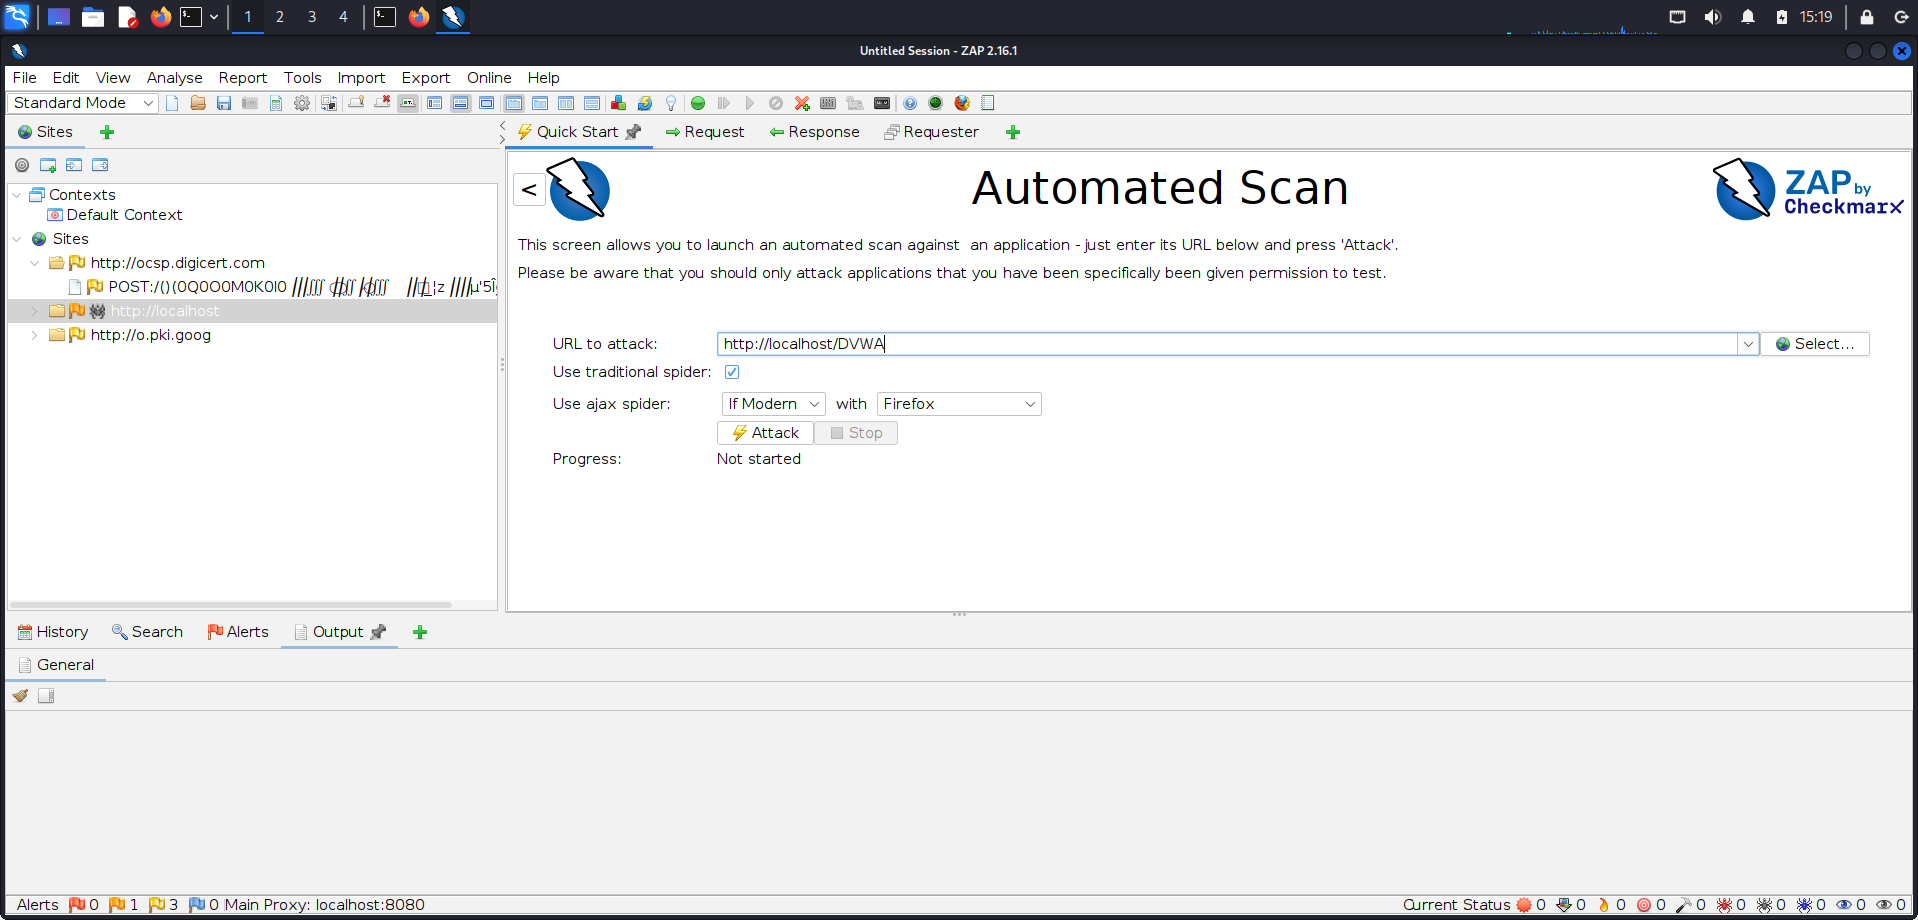 1 2 3 4 15:19
Untitled Session - ZAP 2.16.1
File Edit View Analyse Report Tools Import Export Online Help
Standard Mode
Sites
Quick Start Request Response Requester
Contexts
Default Context
Sites
http://ocsp.digicert.com
POST:/()(0Q0O0M0K0I0
http://localhost
http://o.pki.goog
<
Automated Scan
ZAP by
Checkmarx
This screen allows you to launch an automated scan against  an application - just enter its URL below and press 'Attack'.
Please be aware that you should only attack applications that you have been specifically been given permission to test.
URL to attack: http://localhost/DVWA Select...
Use traditional spider:
Use ajax spider: If Modern with Firefox
Attack Stop
Progress: Not started
History Search Alerts Output
General
Alerts 0 1 3 0 Main Proxy: localhost:8080 Current Status 0 0 0 0 0 0 0 0 0 0